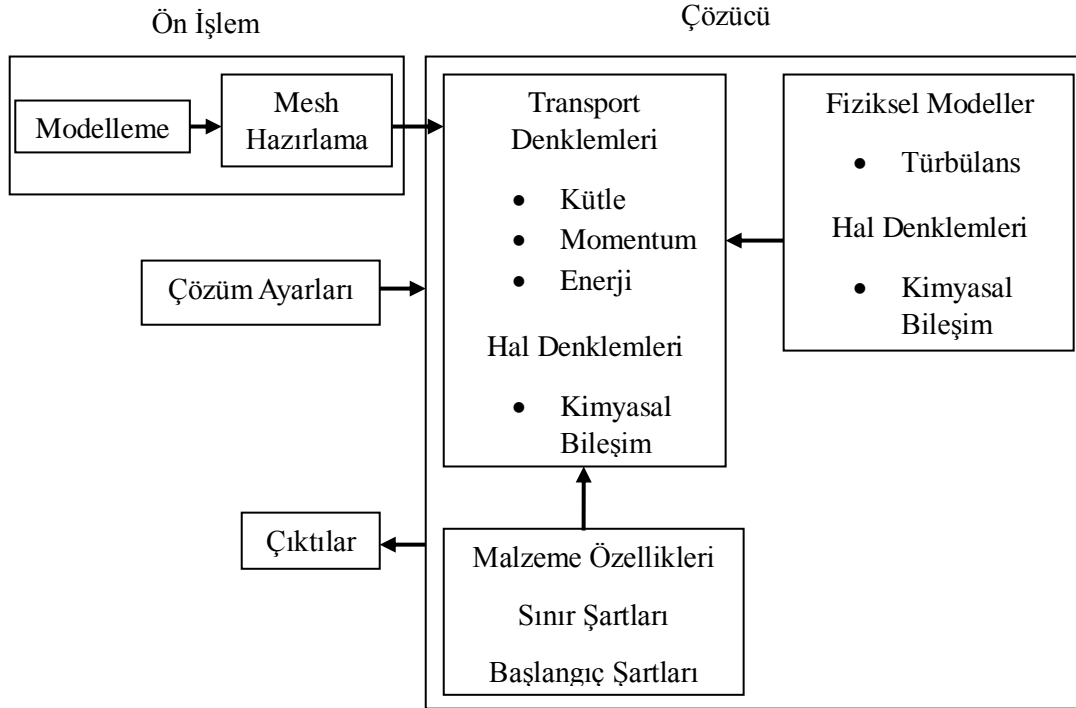 Ön İşlem
Modelleme
Mesh
Hazırlama
Çözüm Ayarları
Çıktılar
Çözücü
Transport
Denklemleri
• Kütle
• Momentum
• Enerji
Hal Denklemleri
• Kimyasal
Bileşim
Fiziksel Modeller
• Türbülans
Hal Denklemleri
• Kimyasal
Bileşim
Malzeme Özellikleri
Sınır Şartları
Başlangıç Şartları